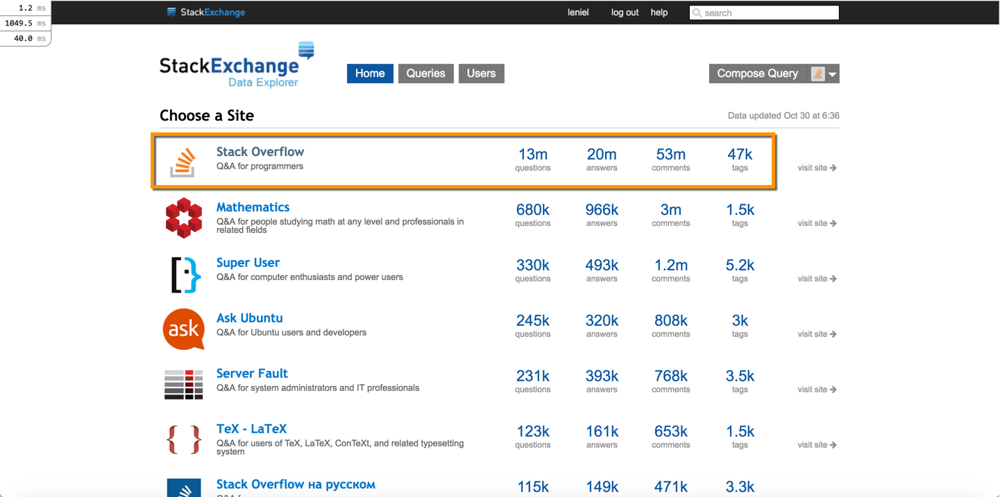 1.2 ms
1049.5 ms
40.0 ms
StackExchange
leniel log out help search
StackExchange
Data Explorer
Home Queries Users
Compose Query
Choose a Site
Data updated Oct 30 at 6:36
Stack Overflow
Q&A for programmers
13m 20m 53m 47k
questions answers comments tags
visit site
Mathematics
Q&A for people studying math at any level and professionals in
related fields
680k 966k 3m 1.5k
questions answers comments tags
visit site
Super User
Q&A for computer enthusiasts and power users
330k 493k 1.2m 5.2k
questions answers comments tags
visit site
ask
Ask Ubuntu
Q&A for Ubuntu users and developers
245k 320k 808k 3k
questions answers comments tags
visit site
Server Fault
Q&A for system administrators and IT professionals
231k 393k 768k 3.5k
questions answers comments tags
visit site
{ }
TeX - LaTeX
Q&A for users of TeX, LaTeX, ConTeXt, and related typesetting
system
123k 161k 653k 1.5k
questions answers comments tags
visit site
Stack Overflow на русском
115k 149k 471k 3.3k